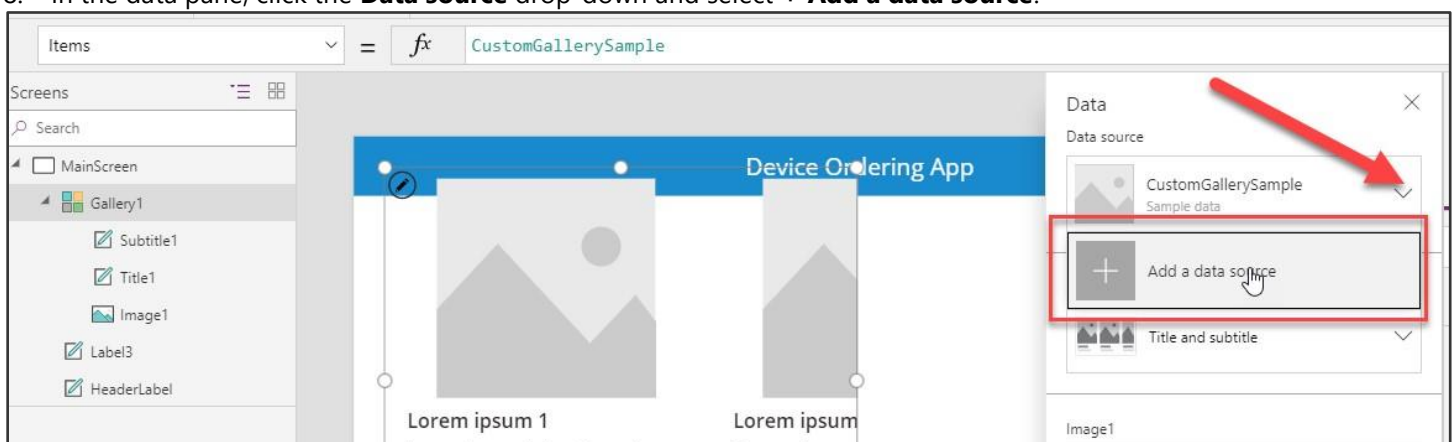 In the data pane, click the Data source drop-down and select + Add a data source.
Items
=
fx
CustomGallerySample
Screens
Search
MainScreen
Gallery1
Subtitle1
Title1
Image1
Label3
HeaderLabel
Device Ordering App
Lorem ipsum 1
Lorem ipsum
Data
Data source
CustomGallerySample
Sample data
Add a data source
Title and subtitle
Image1